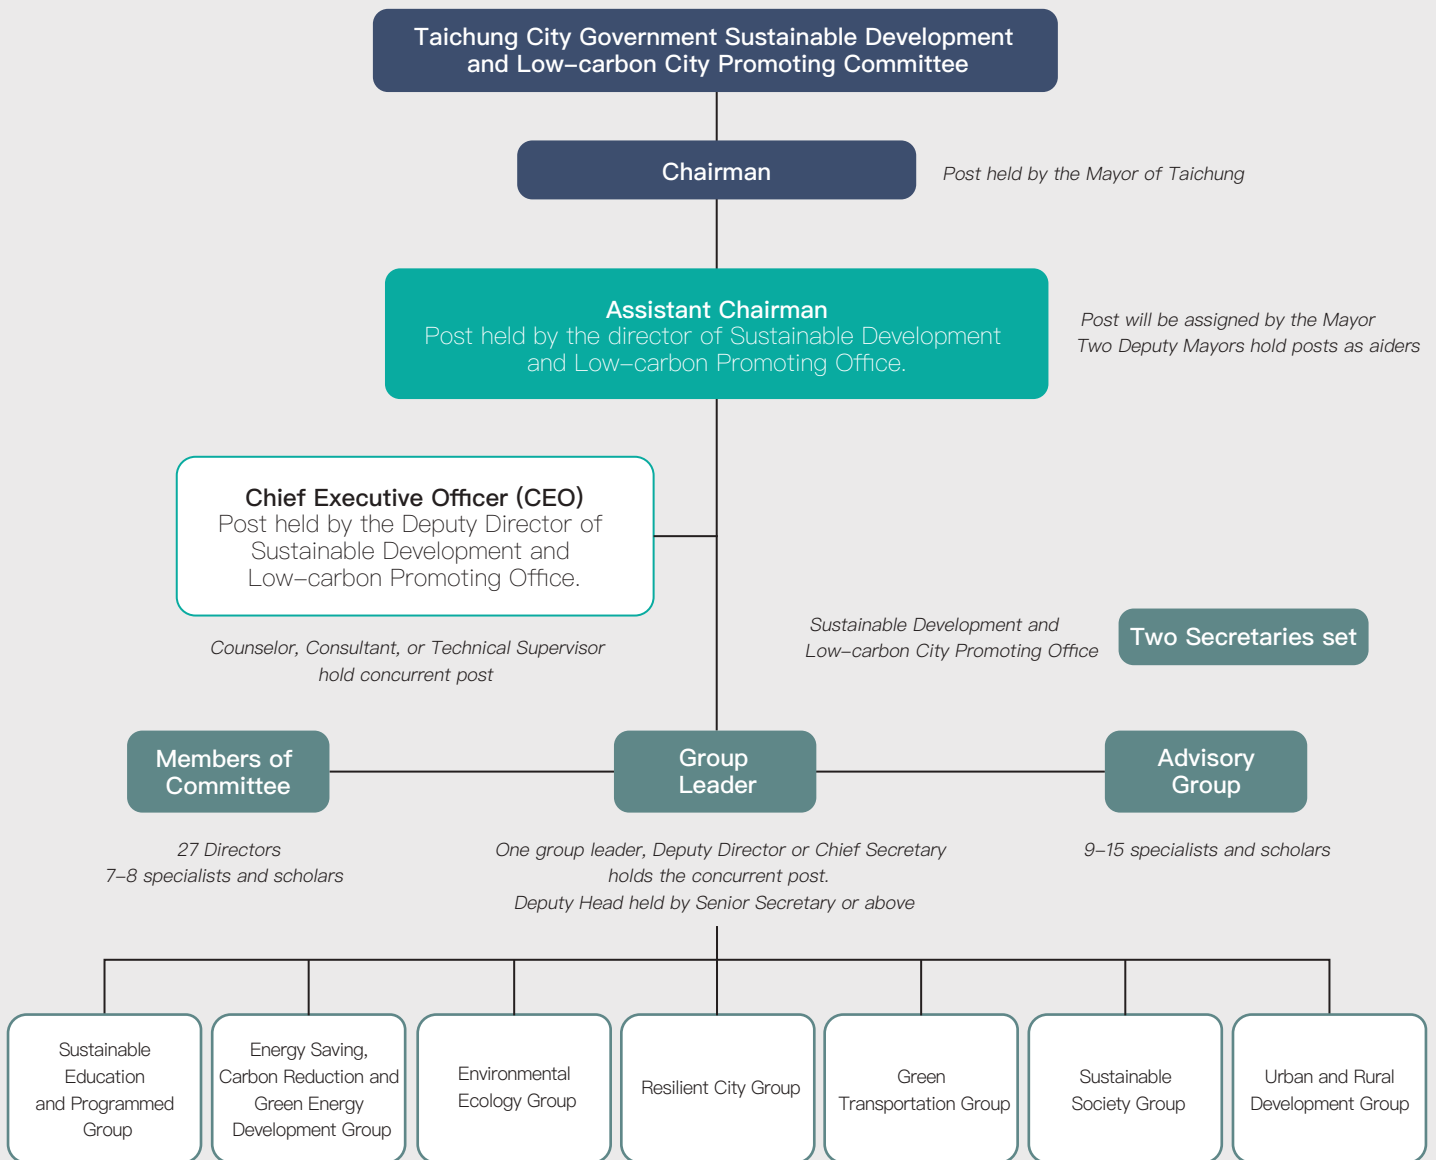 Taichung City Government Sustainable Development
and Low-carbon City Promoting Committee
Chairman
Post held by the Mayor of Taichung
Assistant Chairman
Post held by the director of Sustainable Development
and Low-carbon Promoting Office.
Post will be assigned by the Mayor
Two Deputy Mayors hold posts as aiders
Chief Executive Officer (CEO)
Post held by the Deputy Director of
Sustainable Development and
Low-carbon Promoting Office.
Counselor, Consultant, or Technical Supervisor
hold concurrent post
Sustainable Development and
Low-carbon City Promoting Office
Two Secretaries set
Members of
Committee
27 Directors
7-8 specialists and scholars
Group
Leader
One group leader, Deputy Director or Chief Secretary
holds the concurrent post.
Deputy Head held by Senior Secretary or above
Advisory
Group
9-15 specialists and scholars
Sustainable
Education
and Programmed
Group
Energy Saving,
Carbon Reduction and
Green Energy
Development Group
Environmental
Ecology Group
Resilient City Group
Green
Transportation Group
Sustainable
Society Group
Urban and Rural
Development Group